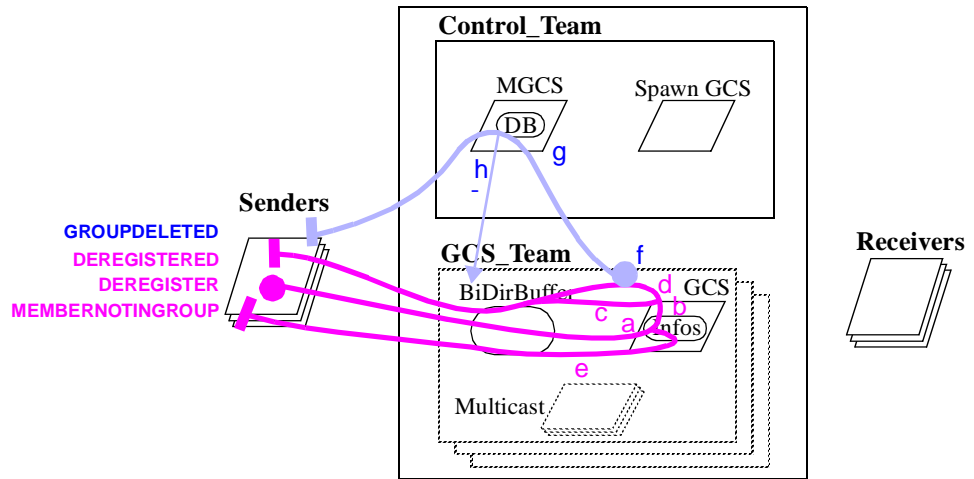 Control_Team
MGCS
Spawn GCS
DB
g
h
-
Senders
GROUPDELETED
DEREGISTERED
DEREGISTER
MEMBERNOTINGROUP
GCS_Team
f
Receivers
BiDirBuffer
d
GCS
c
b
a
Infos
e
Multicast